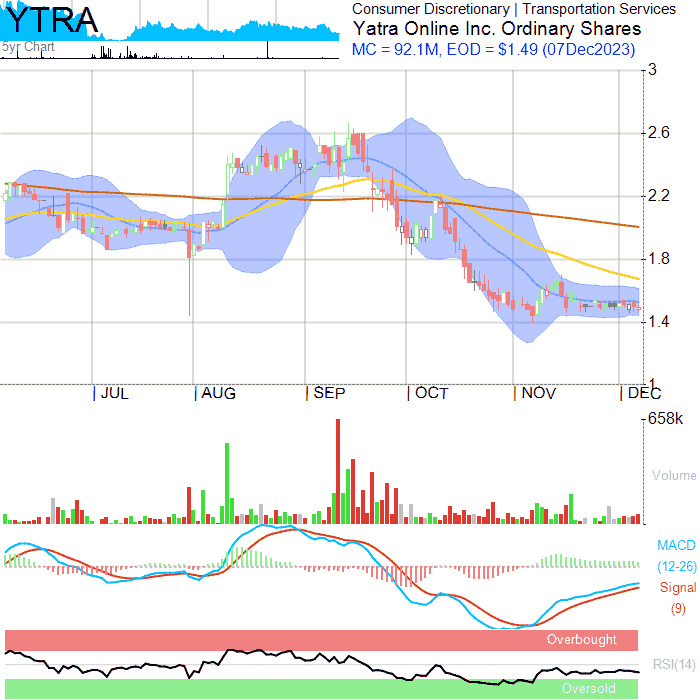 YTRA
5yr Chart
Consumer Discretionary | Transportation Services
Yatra Online Inc. Ordinary Shares
MC = 92.1M, EOD = $1.49 (07Dec2023)
3
2.6
2.2
1.8
1.4
1
JUL
AUG
SEP
OCT
NOV
DEC
658k
Volume
MACD
(12-26)
Signal
(9)
Overbought
RSI(14)
Oversold